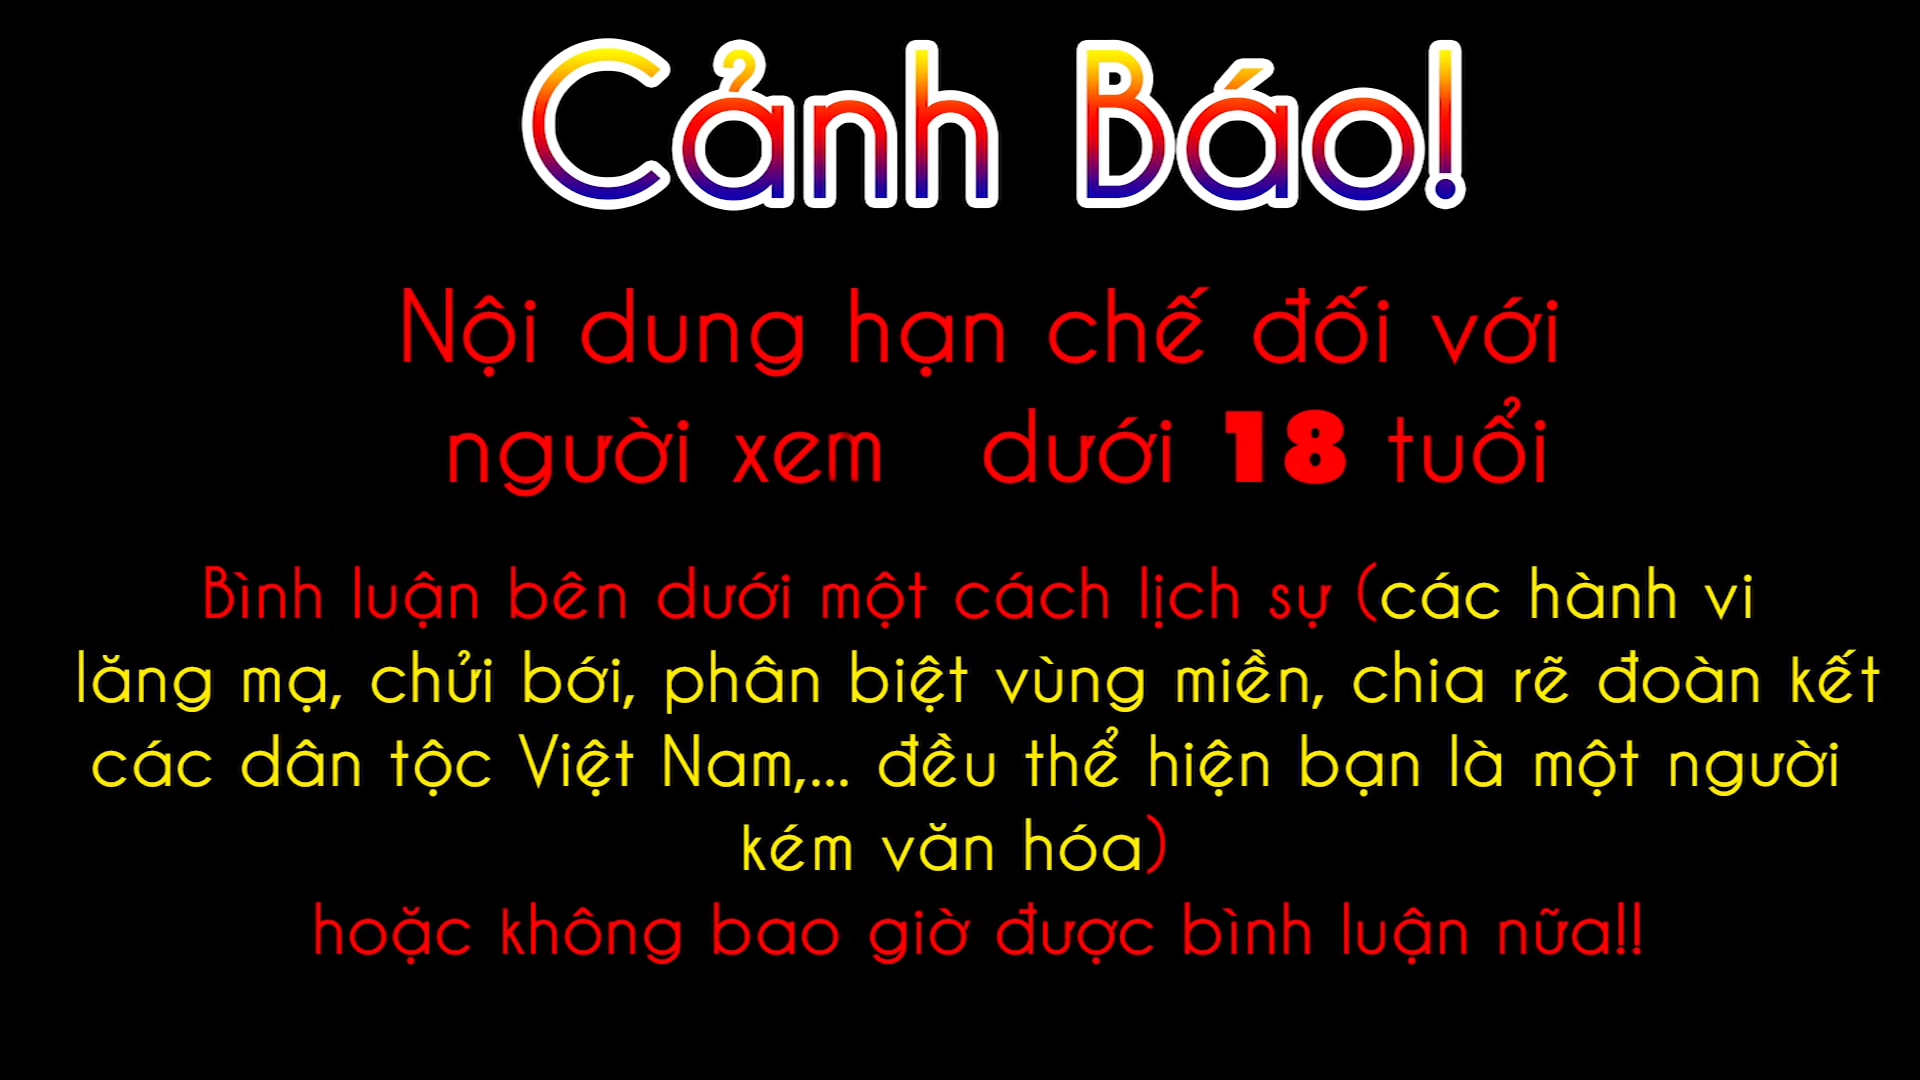 Cảnh Báo!
Nội dung hạn chế đối với
người xem dưới 18 tuổi
Bình luận bên dưới một cách lịch sự (các hành vi
lăng mạ, chửi bới, phân biệt vùng miền, chia rẽ đoàn kết
các dân tộc Việt Nam,... đều thể hiện bạn là một người
kém văn hóa)
hoặc không bao giờ được bình luận nữa!!